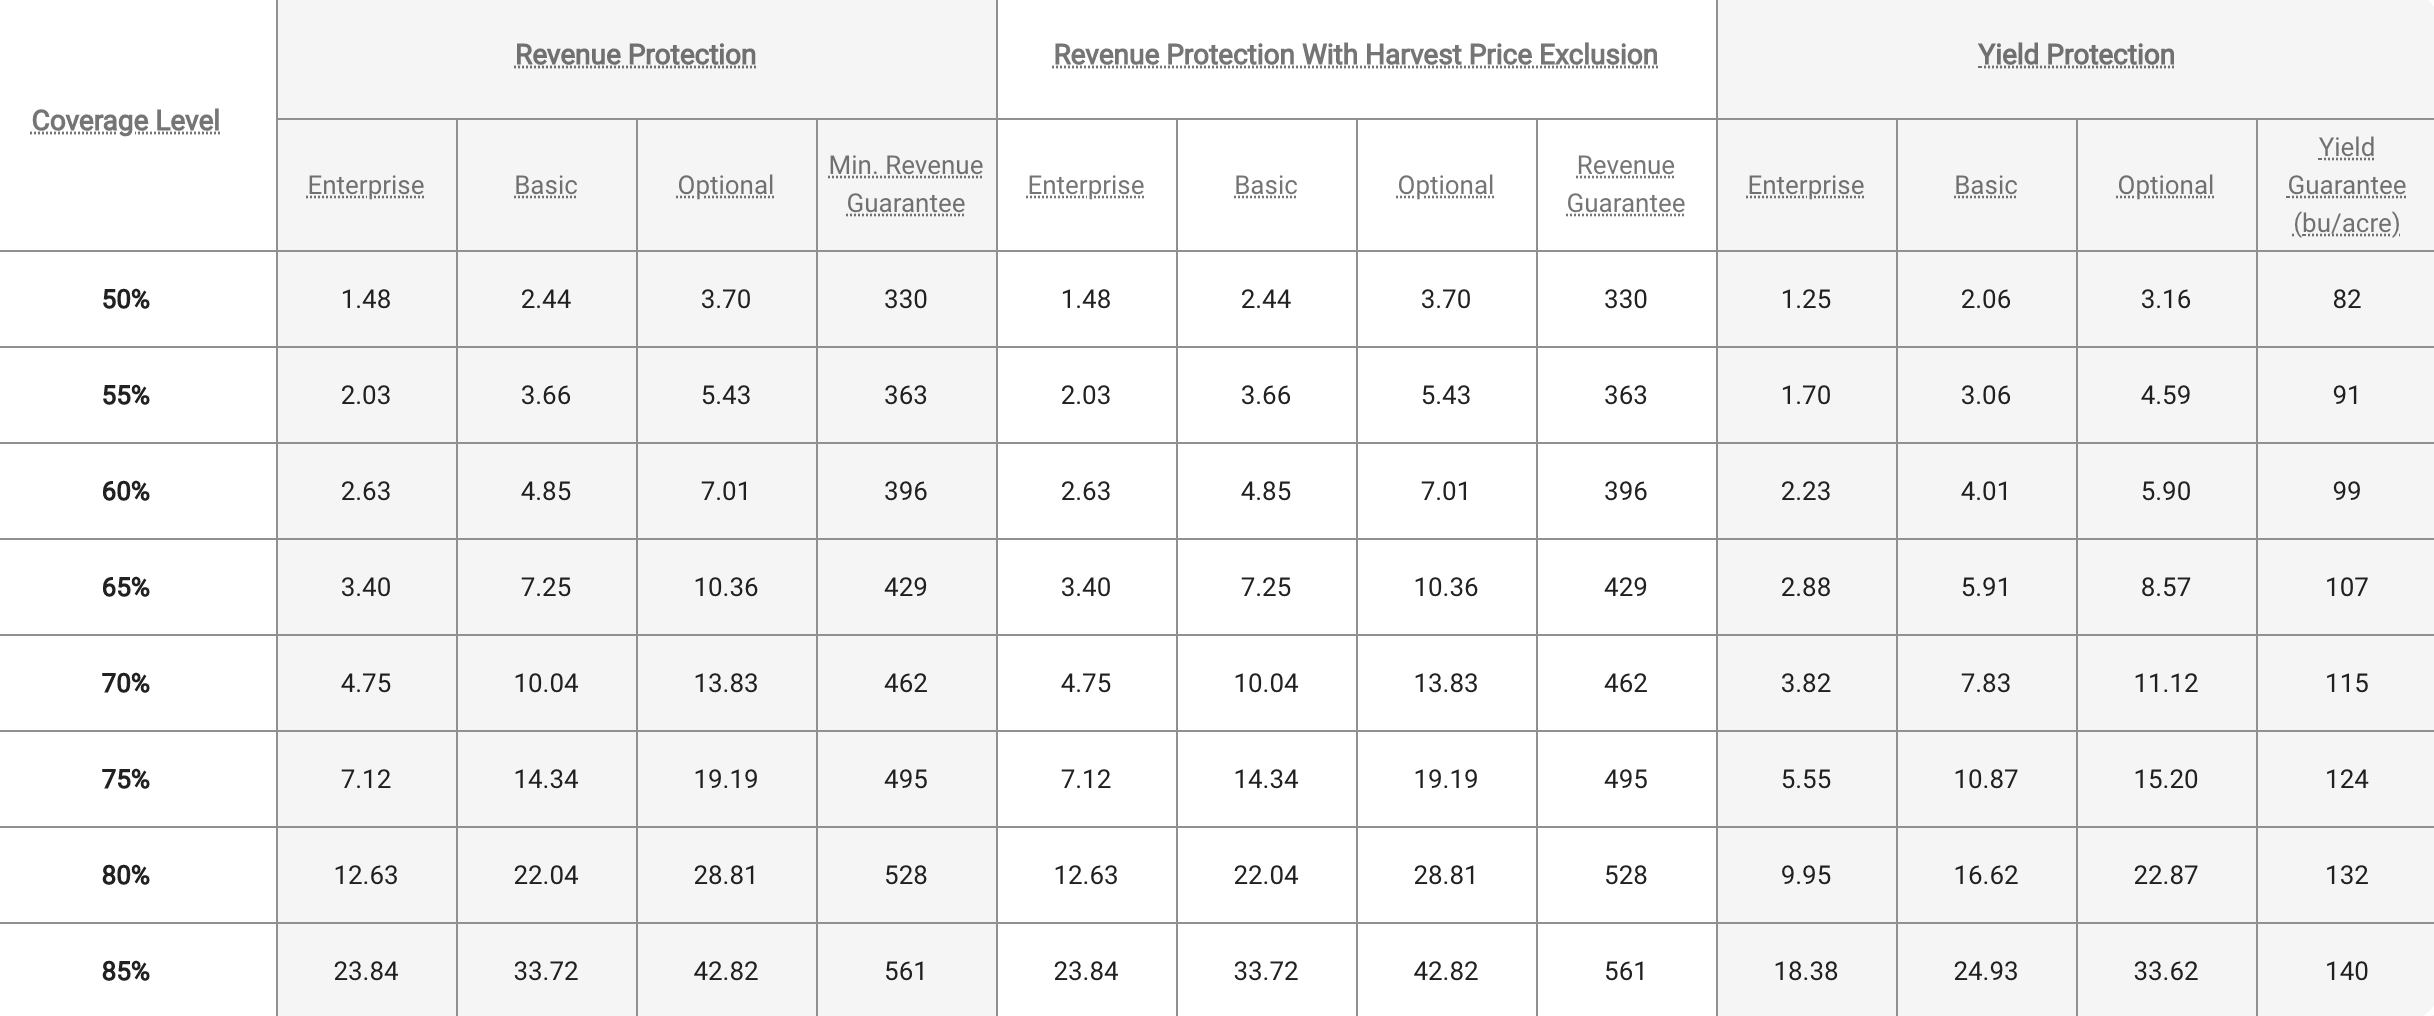 Coverage Level
Revenue Protection
Revenue Protection With Harvest Price Exclusion
Yield Protection
Enterprise
Basic
Optional
Min. Revenue
Guarantee
Enterprise
Basic
Optional
Revenue
Guarantee
Enterprise
Basic
Optional
Yield
Guarantee
(bu/acre)
50% 1.48 2.44 3.70 330 1.48 2.44 3.70 330 1.25 2.06 3.16 82
55% 2.03 3.66 5.43 363 2.03 3.66 5.43 363 1.70 3.06 4.59 91
60% 2.63 4.85 7.01 396 2.63 4.85 7.01 396 2.23 4.01 5.90 99
65% 3.40 7.25 10.36 429 3.40 7.25 10.36 429 2.88 5.91 8.57 107
70% 4.75 10.04 13.83 462 4.75 10.04 13.83 462 3.82 7.83 11.12 115
75% 7.12 14.34 19.19 495 7.12 14.34 19.19 495 5.55 10.87 15.20 124
80% 12.63 22.04 28.81 528 12.63 22.04 28.81 528 9.95 16.62 22.87 132
85% 23.84 33.72 42.82 561 23.84 33.72 42.82 561 18.38 24.93 33.62 140